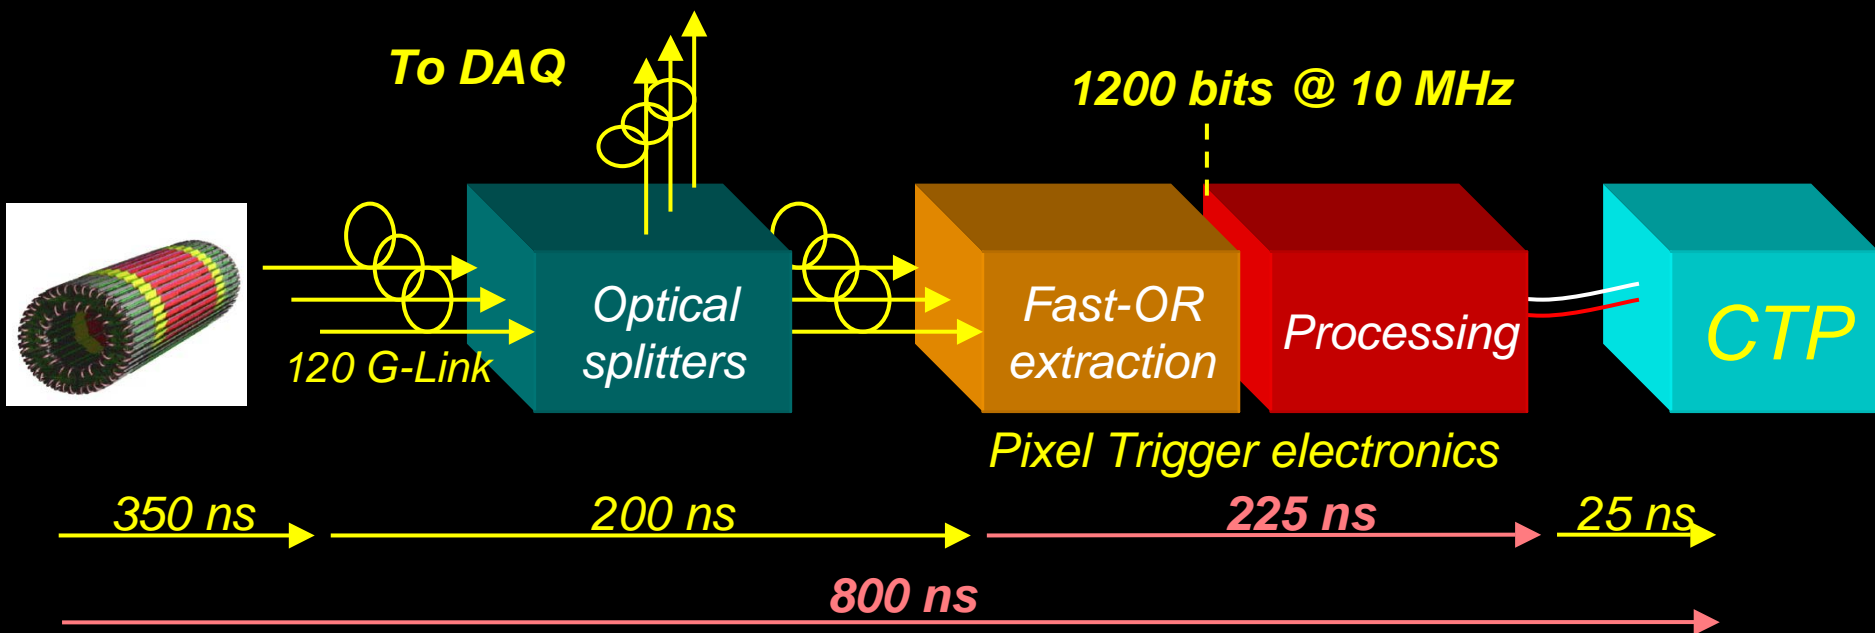 To DAQ
1200 bits @ 10 MHz
120 G-Link
Optical
splitters
Fast-OR
extraction
Processing
CTP
Pixel Trigger electronics
350 ns
200 ns
225 ns
25 ns
800 ns